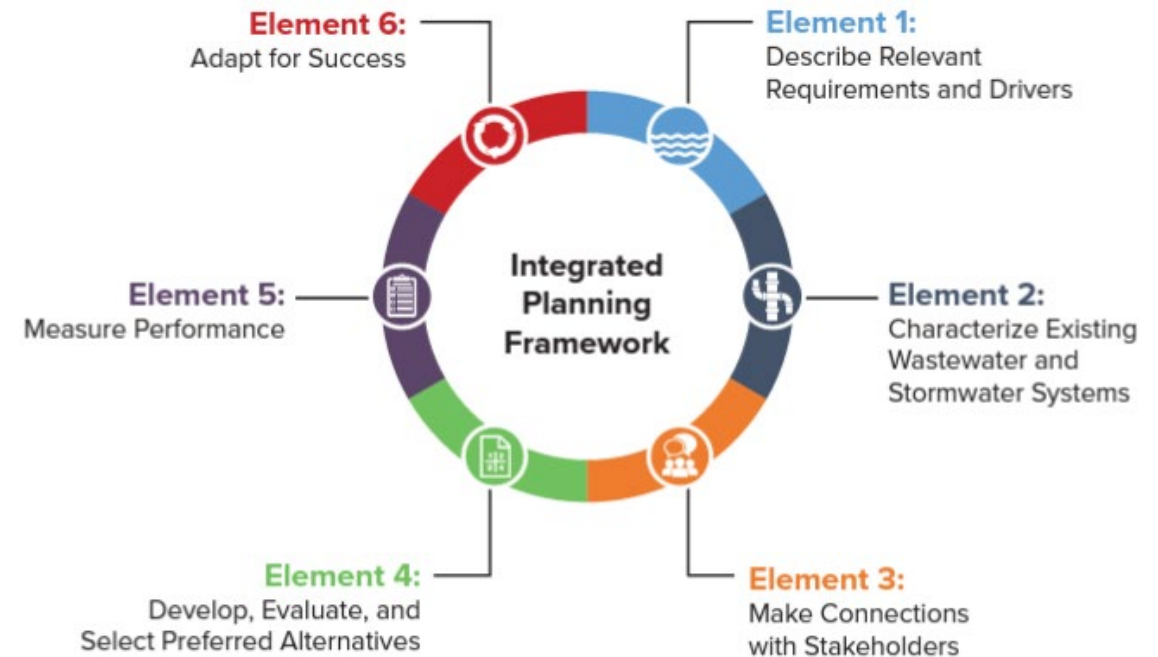 Element 6:
Adapt for Success
Element 1:
Describe Relevant
Requirements and Drivers
Integrated
Planning
Framework
Element 5:
Measure Performance
Element 2:
Characterize Existing
Wastewater and
Stormwater Systems
Element 4:
Develop, Evaluate, and
Select Preferred Alternatives
Element 3:
Make Connections
with Stakeholders